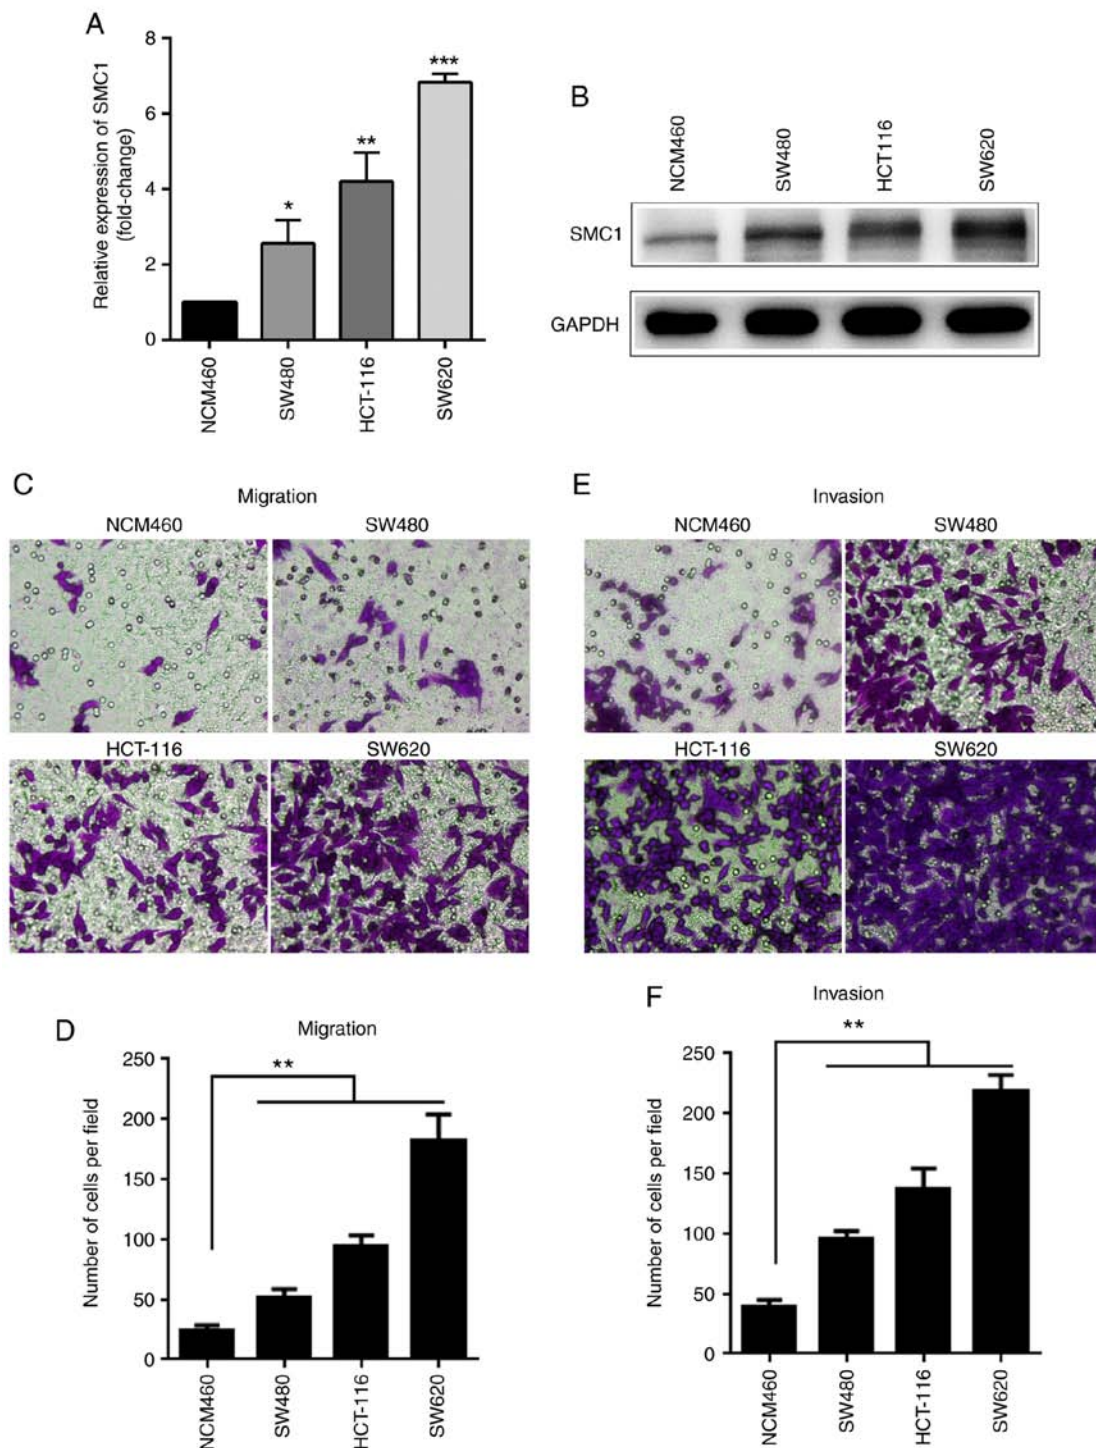 A
Relative expression of SMC1
(fold-change)
8
6
4
2
0
*
**
***
NCM460
SW480
HCT-116
SW620
B
NCM460
SW480
HCT116
SW620
SMC1
GAPDH
C
Migration
NCM460
SW480
HCT-116
SW620
E
Invasion
NCM460
SW480
HCT-116
SW620
D
Migration
Number of cells per field
250
200
150
100
50
0
**
NCM460
SW480
HCT-116
SW620
F
Invasion
Number of cells per field
250
200
150
100
50
0
**
NCM460
SW480
HCT-116
SW620